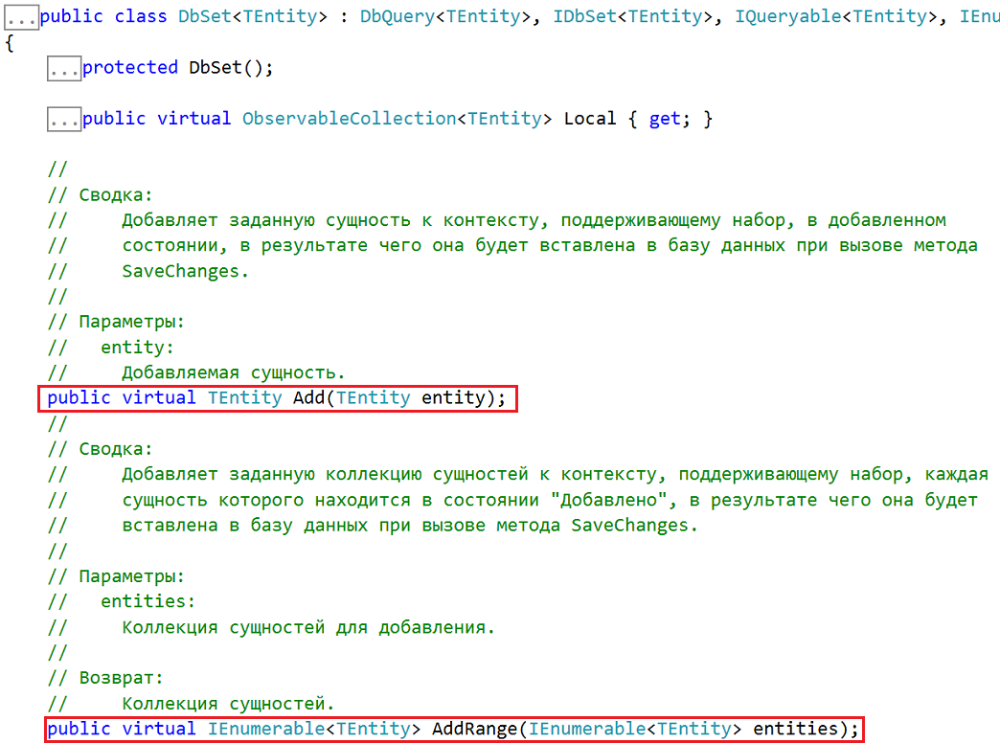 ...public class DbSet<TEntity> : DbQuery<TEntity>, IDbSet<TEntity>, IQueryable<TEntity>, IEnu
{
...protected DbSet();
...public virtual ObservableCollection<TEntity> Local { get; }
//
// Сводка:
//     Добавляет заданную сущность к контексту, поддерживающему набор, в добавленном
//     состоянии, в результате чего она будет вставлена в базу данных при вызове метода
//     SaveChanges.
//
// Параметры:
//   entity:
//     Добавляемая сущность.
public virtual TEntity Add(TEntity entity);
//
// Сводка:
//     Добавляет заданную коллекцию сущностей к контексту, поддерживающему набор, каждая
//     сущность которого находится в состоянии "Добавлено", в результате чего она будет
//     вставлена в базу данных при вызове метода SaveChanges.
//
// Параметры:
//   entities:
//     Коллекция сущностей для добавления.
//
// Возврат:
//     Коллекция сущностей.
public virtual IEnumerable<TEntity> AddRange(IEnumerable<TEntity> entities);